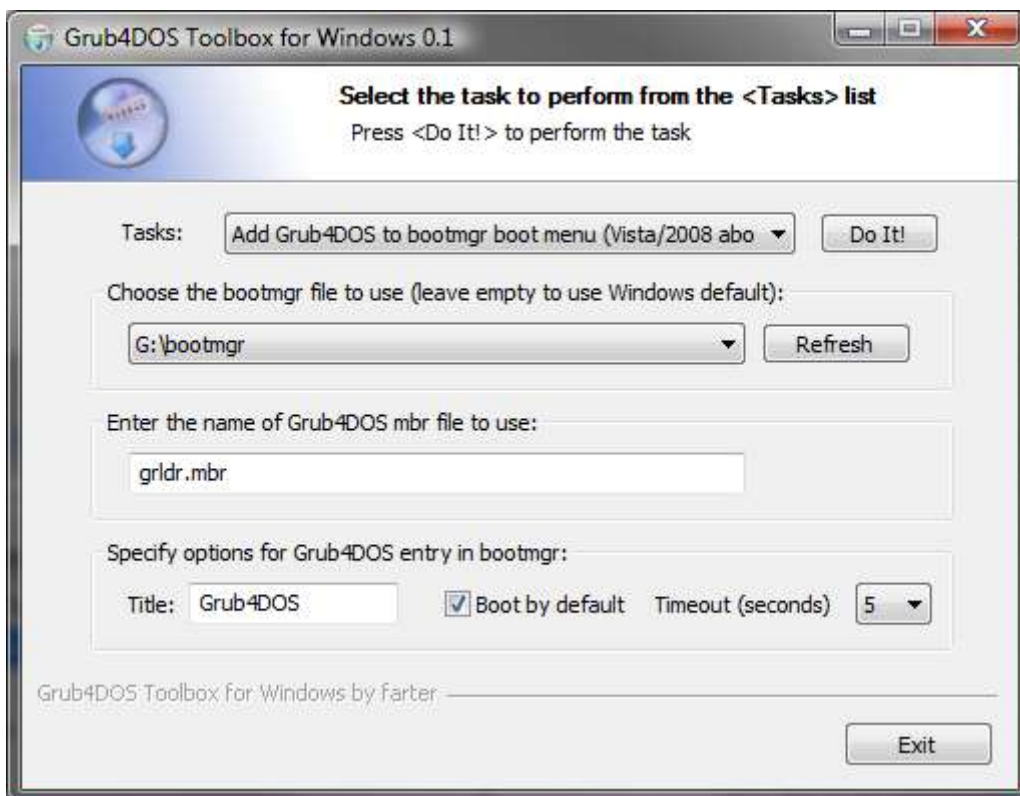 Grub4DOS Toolbox for Windows 0.1
Select the task to perform from the <Tasks> list
Press <Do It!> to perform the task
Tasks: Add Grub4DOS to bootmgr boot menu (Vista/2008 abo Do It!
Choose the bootmgr file to use (leave empty to use Windows default):
G:\bootmgr Refresh
Enter the name of Grub4DOS mbr file to use:
grldr.mbr
Specify options for Grub4DOS entry in bootmgr:
Title: Grub4DOS Boot by default Timeout (seconds) 5
Grub4DOS Toolbox for Windows by farter
Exit